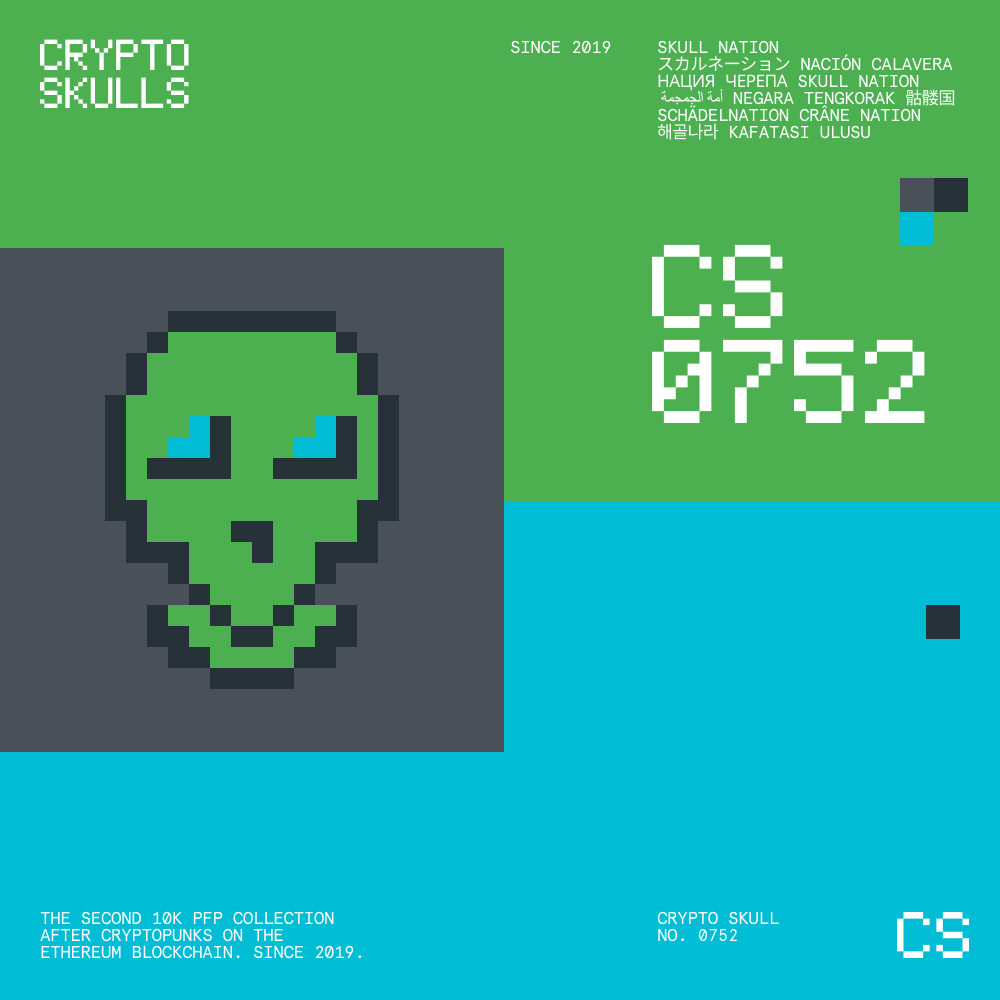 CRYPTO
SKULLS
SINCE 2019
SKULL NATION
スカルネーション NACIÓN CALAVERA
НАЦИЯ ЧЕРЕПА SKULL NATION
أمة الجمجمة NEGARA TENGKORAK 骷髅国
SCHÄDELNATION CRÂNE NATION
해골나라 KAFATASI ULUSU
CS
0752
THE SECOND 10K PFP COLLECTION
AFTER CRYPTOPUNKS ON THE
ETHEREUM BLOCKCHAIN. SINCE 2019.
CRYPTO SKULL
NO. 0752
CS